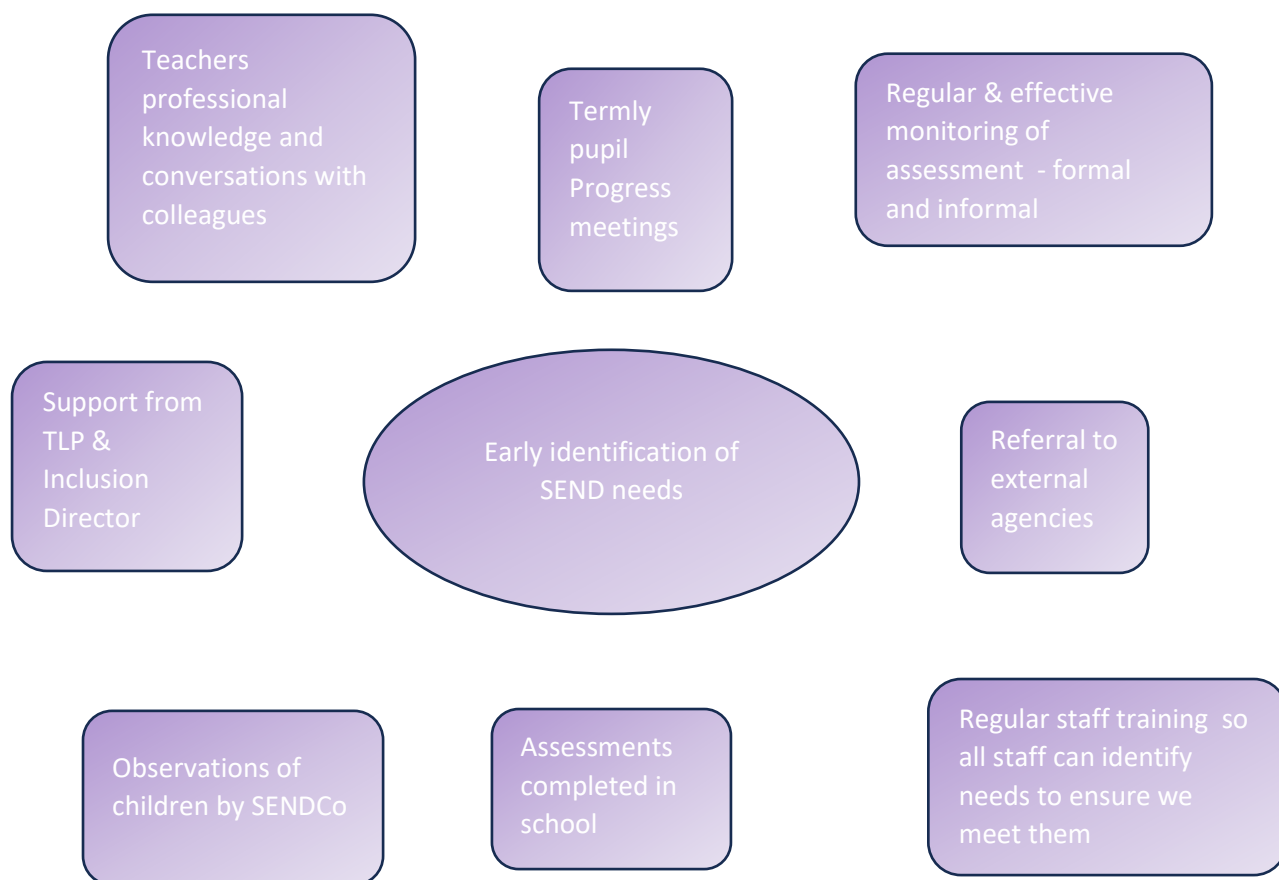 Teachers
professional
knowledge and
conversations with
colleagues
Termly
pupil
Progress
meetings
Regular & effective
monitoring of
assessment  - formal
and informal
Support from
TLP &
Inclusion
Director
Early identification of
SEND needs
Referral to
external
agencies
Observations of
children by SENDCo
Assessments
completed in
school
Regular staff training  so
all staff can identify
needs to ensure we
meet them